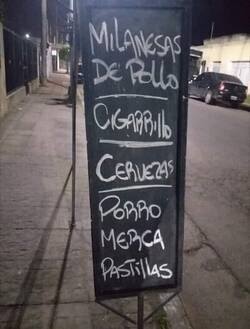 MILANESAS
DE POLLO
CIGARRILLO
CERVEZAS
PORRO
MERCA
PASTILLAS